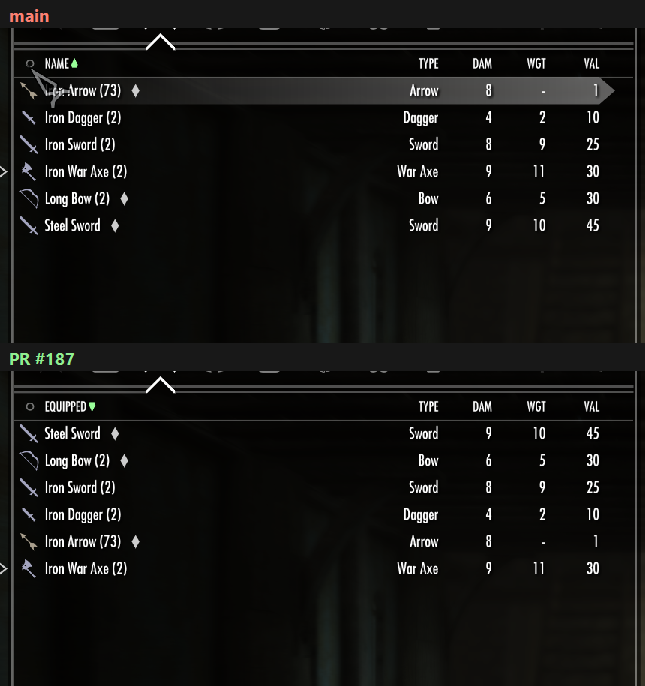 main
NAME TYPE DAM WGT VAL
Iron Arrow (73) Arrow 8 - 1
Iron Dagger (2) Dagger 4 2 10
Iron Sword (2) Sword 8 9 25
Iron War Axe (2) War Axe 9 11 30
Long Bow (2) Bow 6 5 30
Steel Sword Sword 9 10 45
PR #187
EQUIPPED TYPE DAM WGT VAL
Steel Sword Sword 9 10 45
Long Bow (2) Bow 6 5 30
Iron Sword (2) Sword 8 9 25
Iron Dagger (2) Dagger 4 2 10
Iron Arrow (73) Arrow 8 - 1
Iron War Axe (2) War Axe 9 11 30